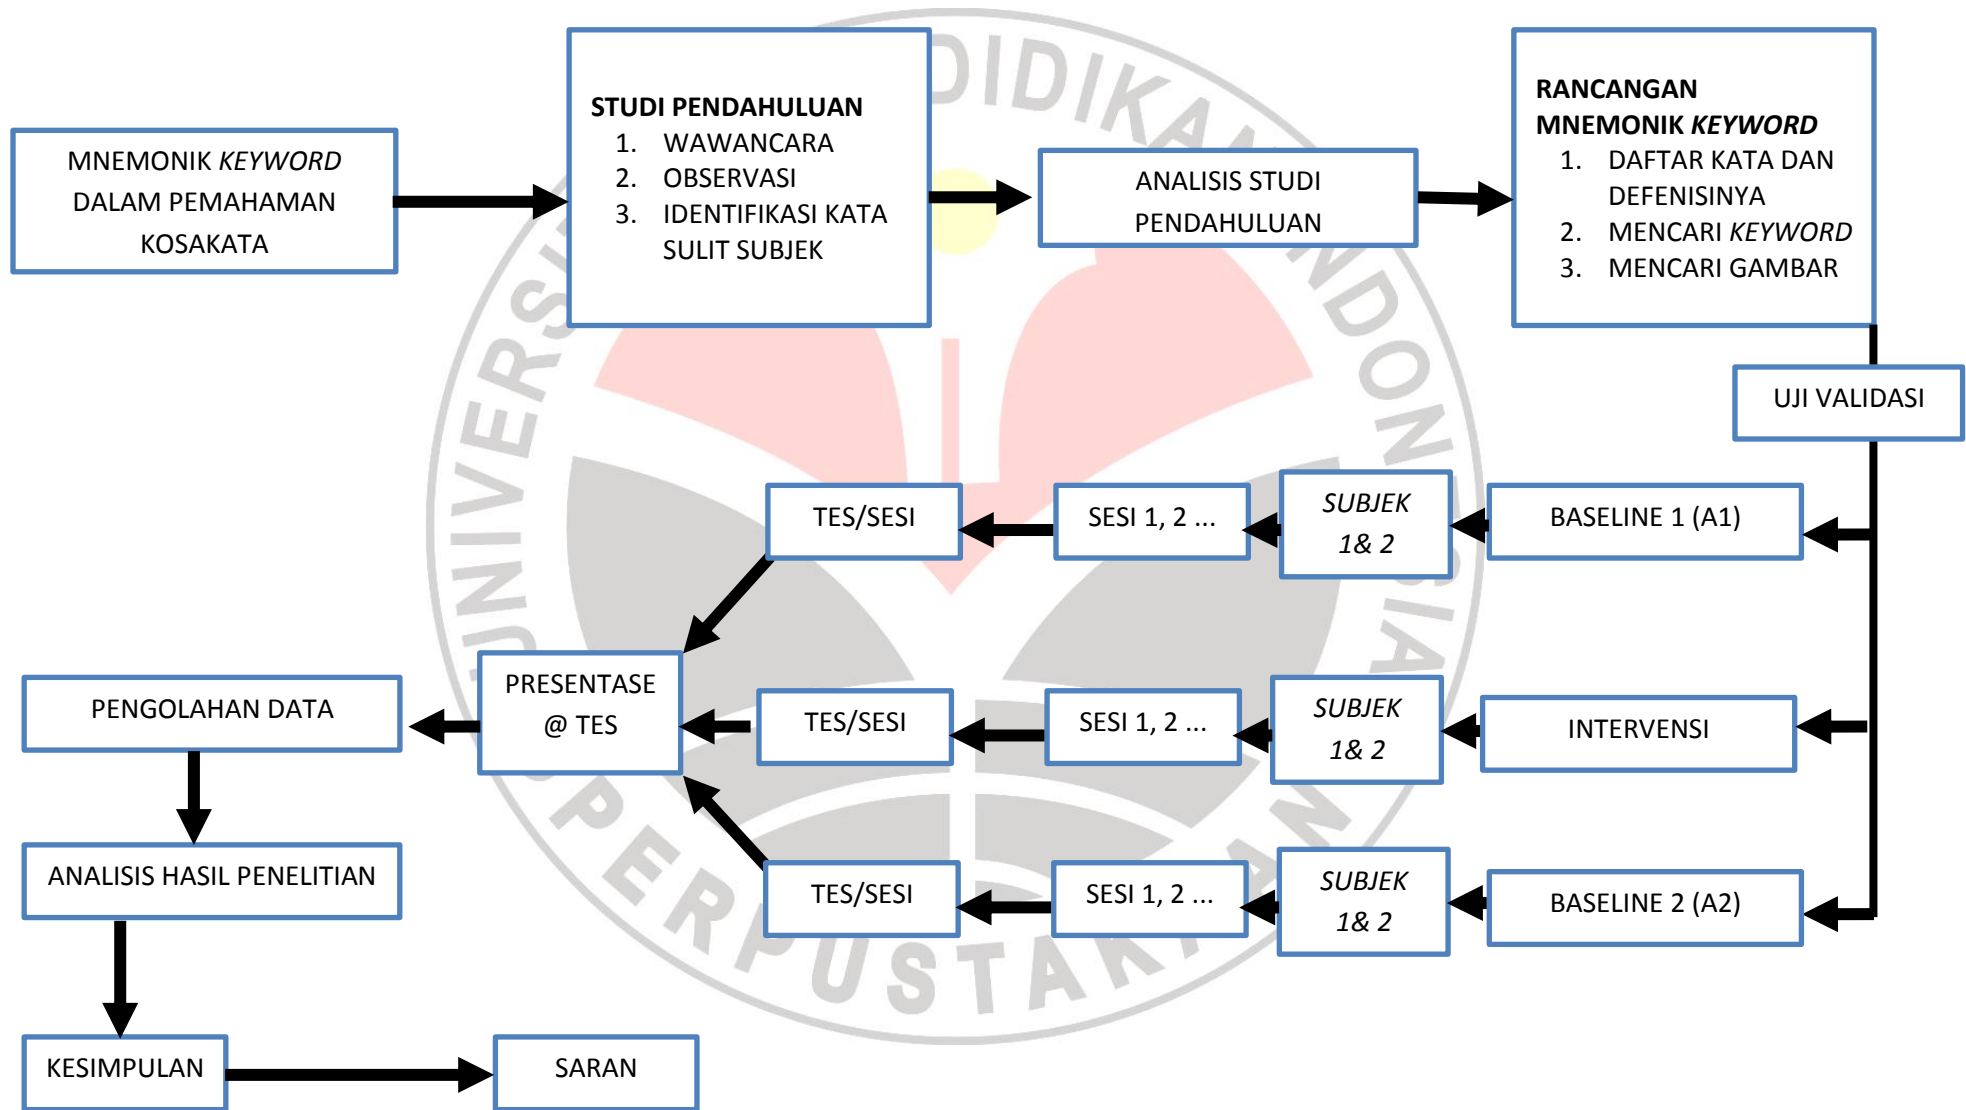 MNEMONIK KEYWORD
DALAM PEMAHAMAN
KOSAKATA
STUDI PENDAHULUAN
1. WAWANCARA
2. OBSERVASI
3. IDENTIFIKASI KATA
SULIT SUBJEK
ANALISIS STUDI
PENDAHULUAN
RANCANGAN
MNEMONIK KEYWORD
1. DAFTAR KATA DAN
DEFENISINYA
2. MENCARI KEYWORD
3. MENCARI GAMBAR
UJI VALIDASI
BASELINE 1 (A1)
SUBJEK
1& 2
SESI 1, 2 ...
TES/SESI
INTERVENSI
SUBJEK
1& 2
SESI 1, 2 ...
TES/SESI
BASELINE 2 (A2)
SUBJEK
1& 2
SESI 1, 2 ...
TES/SESI
PRESENTASE
@ TES
PENGOLAHAN DATA
ANALISIS HASIL PENELITIAN
KESIMPULAN
SARAN
PERPUSTAKAAN